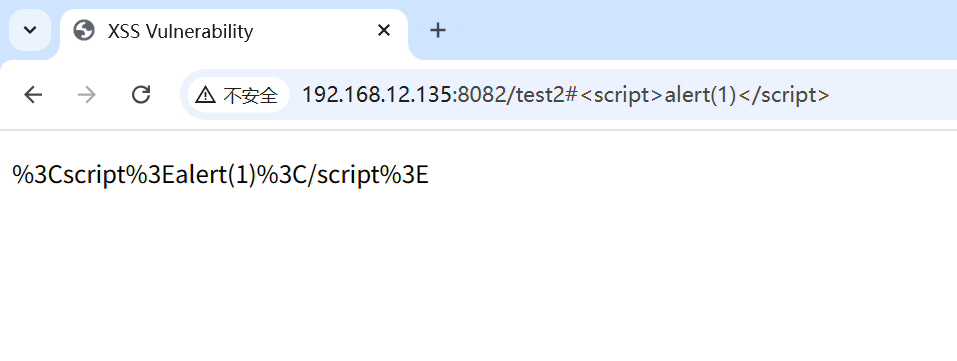 XSS Vulnerability
不安全 192.168.12.135:8082/test2#<script>alert(1)</script>
%3Cscript%3Ealert(1)%3C/script%3E